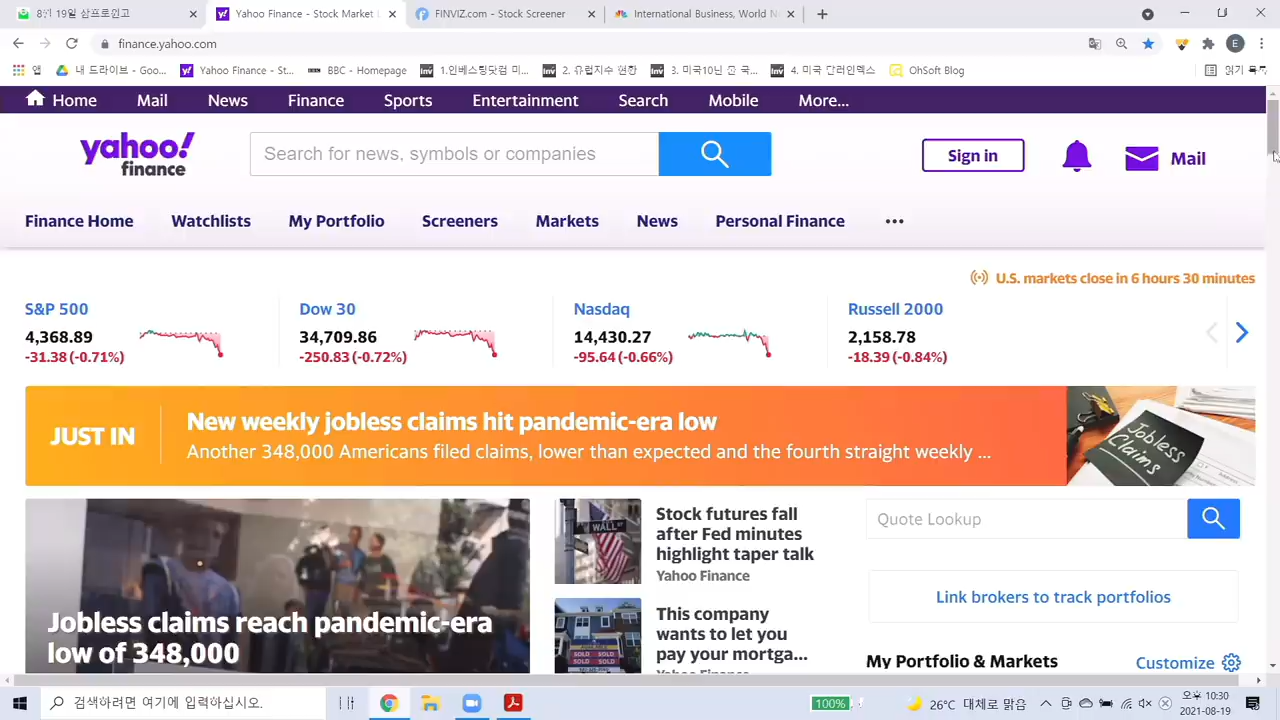 8월 19일 삼프로원고
Yahoo Finance - Stock Market L
FINVIZ.com - Stock Screener
International Business, World N
finance.yahoo.com
E
앱
내 드라이브 - Goo...
Yahoo Finance - St...
BBC - Homepage
1.인베스팅닷컴 미...
2. 유럽지수 현황
3. 미국10년 윤 국...
4. 미국 달러인덱스
OhSoft Blog
읽기 목록
Home
Mail
News
Finance
Sports
Entertainment
Search
Mobile
More...
yahoo!
finance
Search for news, symbols or companies
Sign in
Mail
Finance Home
Watchlists
My Portfolio
Screeners
Markets
News
Personal Finance
U.S. markets close in 6 hours 30 minutes
S&P 500
4,368.89
-31.38 (-0.71%)
Dow 30
34,709.86
-250.83 (-0.72%)
Nasdaq
14,430.27
-95.64 (-0.66%)
Russell 2000
2,158.78
-18.39 (-0.84%)
JUST IN
New weekly jobless claims hit pandemic-era low
Another 348,000 Americans filed claims, lower than expected and the fourth straight weekly ...
Jobless
Claims
Jobless claims reach pandemic-era
low of 348,000
WALL
Stock futures fall
after Fed minutes
highlight taper talk
Yahoo Finance
SOLD SOLD SOLD
This company
wants to let you
pay your mortga...
Yahoo Finance
Quote Lookup
Link brokers to track portfolios
My Portfolio & Markets
Customize
검색하려면 여기에 입력하십시오.
100%
26°C 대체로 맑음
오후 10:30
2021-08-19